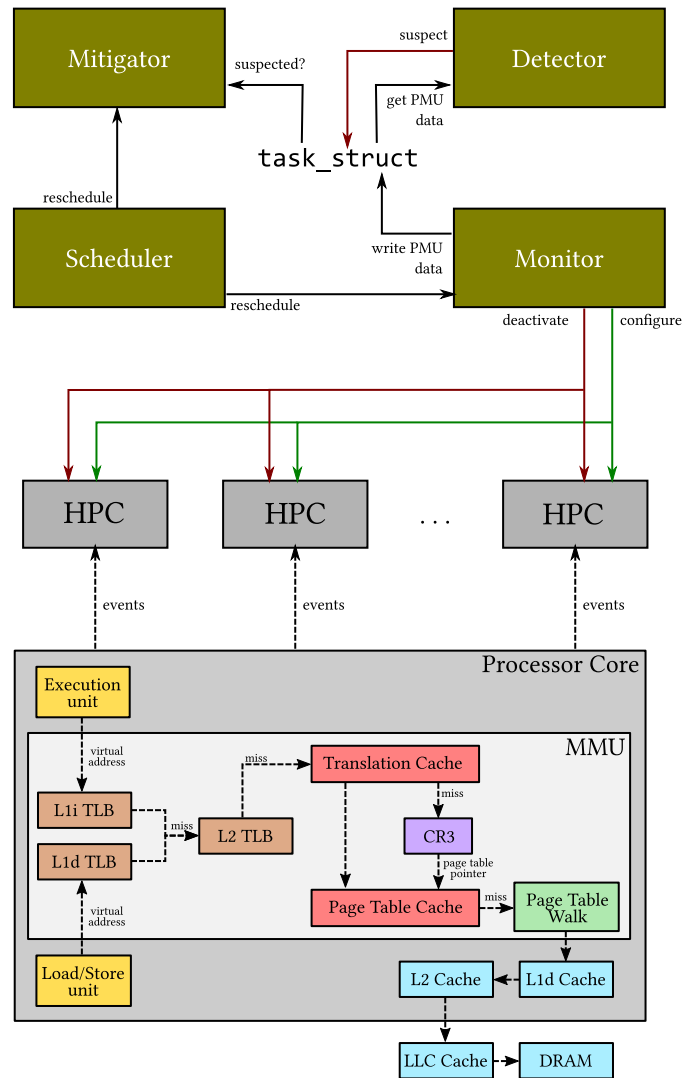 Mitigator
suspect
Detector
suspected?
get PMU
data
task_struct
reschedule
Scheduler
write PMU
data
Monitor
reschedule
deactivate
configure
HPC
HPC
. . .
HPC
events
events
events
Processor Core
Execution
unit
MMU
virtual
address
miss
Translation Cache
miss
L1i TLB
miss
L2 TLB
CR3
L1d TLB
page table
pointer
Page Table Cache
miss
Page Table
Walk
virtual
address
Load/Store
unit
L2 Cache
L1d Cache
LLC Cache
DRAM